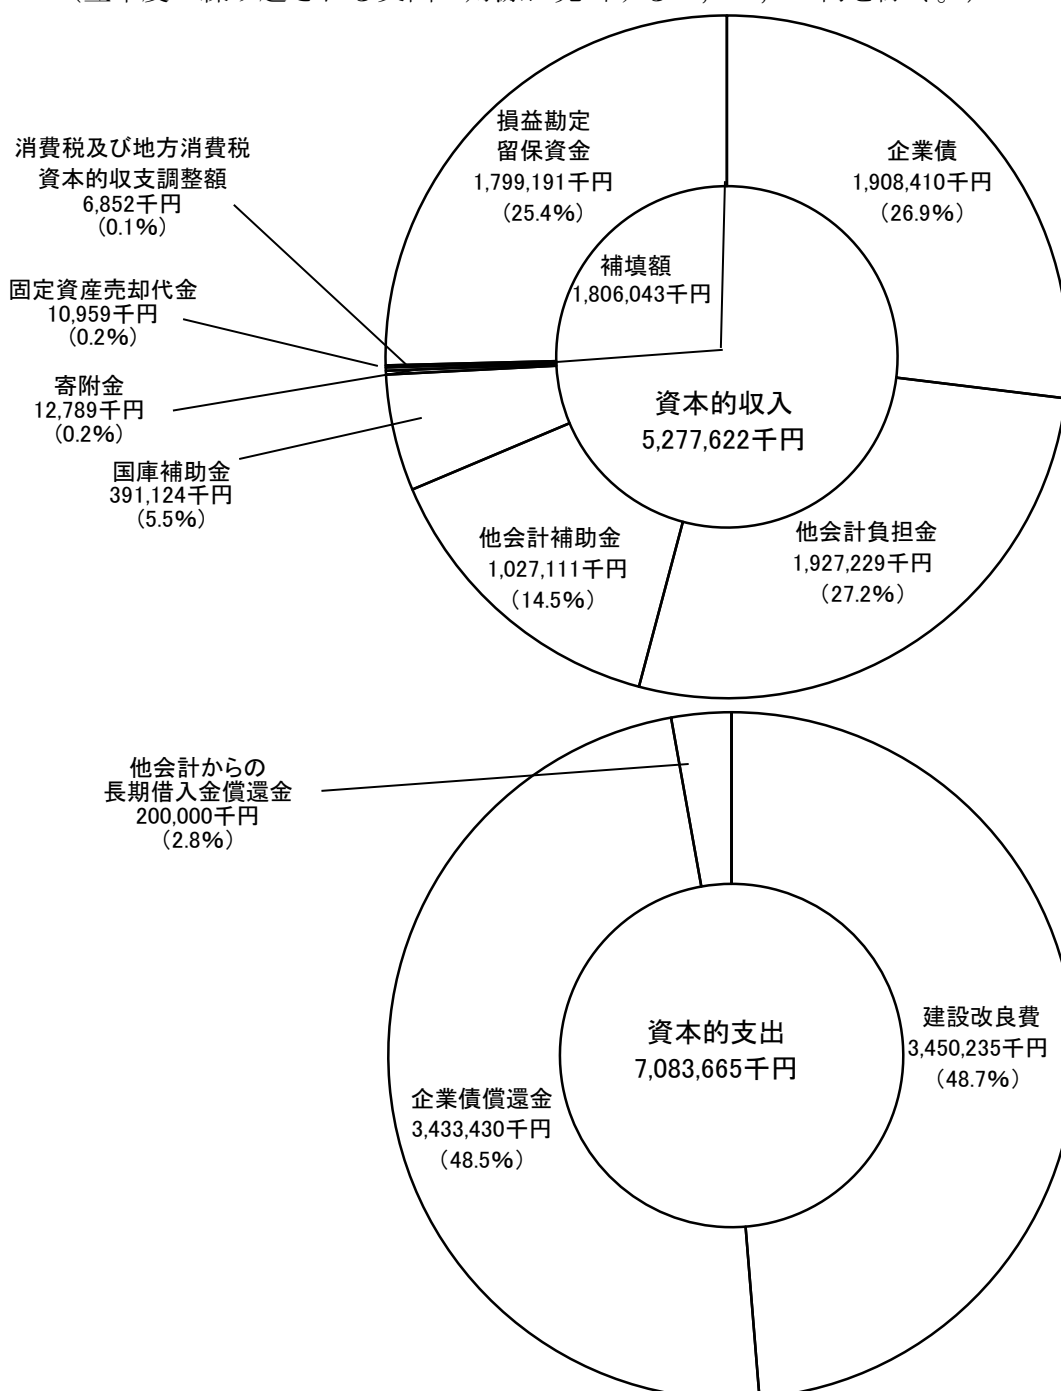 損益勘定
留保資金
1,799,191千円
(25.4%)
企業債
1,908,410千円
(26.9%)
消費税及び地方消費税
資本的収支調整額
6,852千円
(0.1%)
補填額
1,806,043千円
固定資産売却代金
10,959千円
(0.2%)
寄附金
12,789千円
(0.2%)
資本的収入
5,277,622千円
国庫補助金
391,124千円
(5.5%)
他会計補助金
1,027,111千円
(14.5%)
他会計負担金
1,927,229千円
(27.2%)
他会計からの
長期借入金償還金
200,000千円
(2.8%)
資本的支出
7,083,665千円
建設改良費
3,450,235千円
(48.7%)
企業債償還金
3,433,430千円
(48.5%)